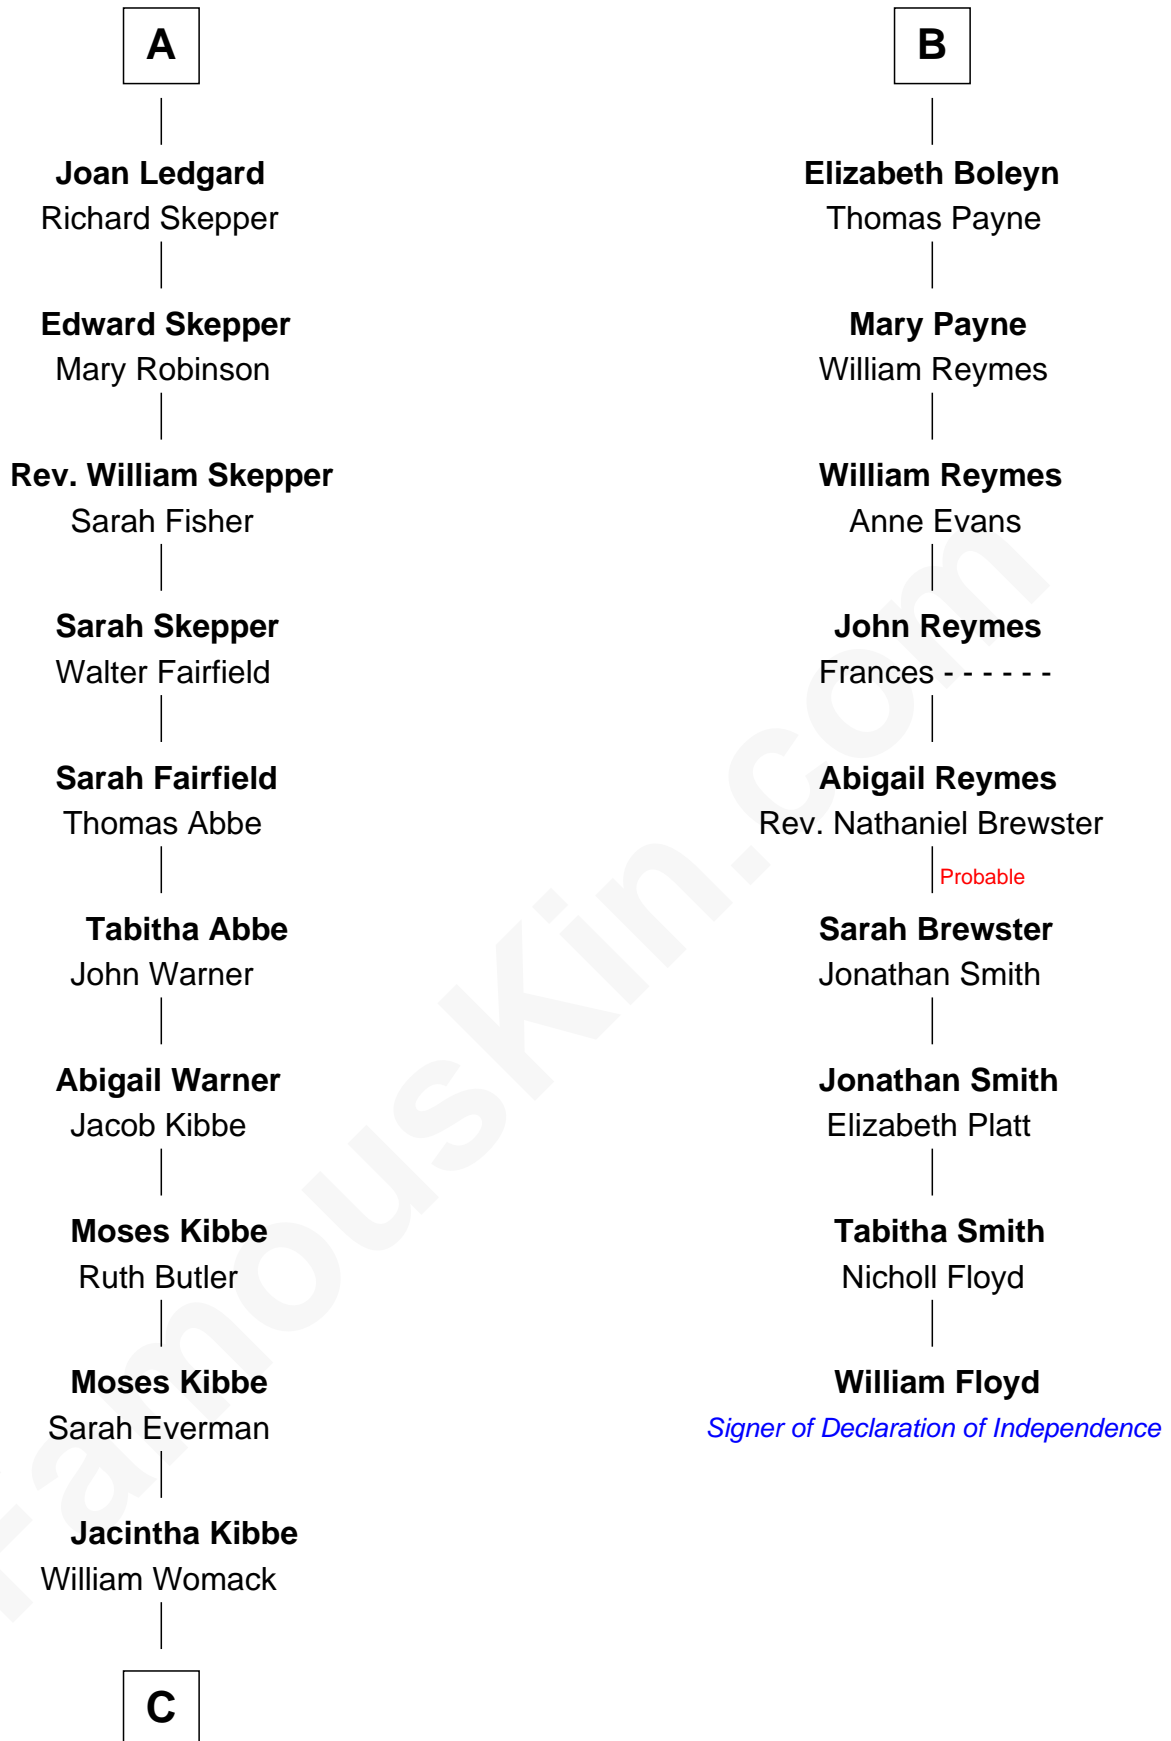 A
Joan Ledgard
Richard Skepper
Edward Skepper
Mary Robinson
Rev. William Skepper
Sarah Fisher
Sarah Skepper
Walter Fairfield
Sarah Fairfield
Thomas Abbe
Tabitha Abbe
John Warner
Abigail Warner
Jacob Kibbe
Moses Kibbe
Ruth Butler
Moses Kibbe
Sarah Everman
Jacintha Kibbe
William Womack
C
B
Elizabeth Boleyn
Thomas Payne
Mary Payne
William Reymes
William Reymes
Anne Evans
John Reymes
Frances - - - - - -
Abigail Reymes
Rev. Nathaniel Brewster
Probable
Sarah Brewster
Jonathan Smith
Jonathan Smith
Elizabeth Platt
Tabitha Smith
Nicholl Floyd
William Floyd
Signer of Declaration of Independence
FamousKin.com